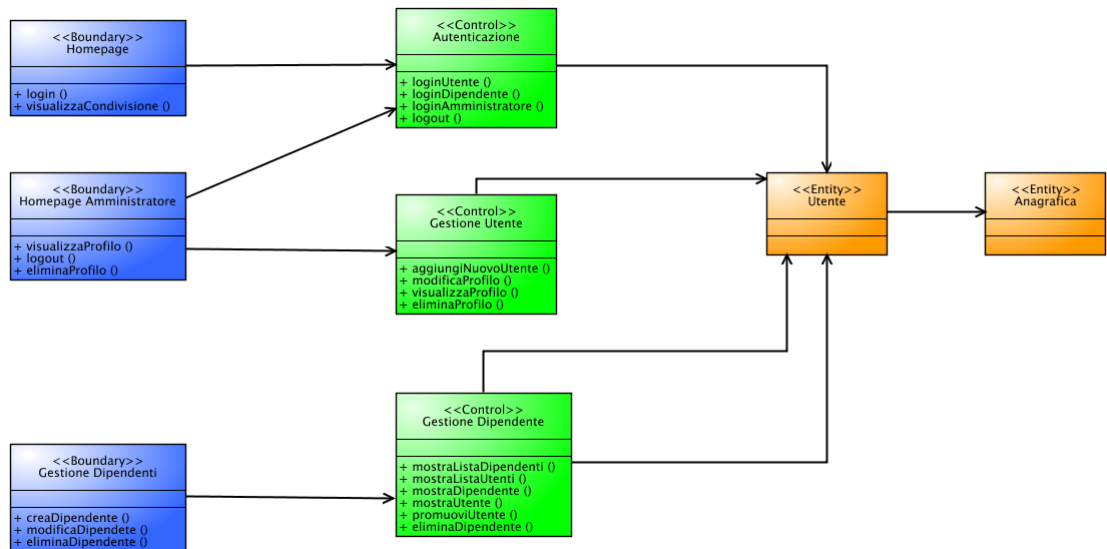 <<Boundary>>
Homepage
+ login ()
+ visualizzaCondivisione ()
<<Control>>
Autenticazione
+ loginUtente ()
+ loginDipendente ()
+ loginAmministratore ()
+ logout ()
<<Boundary>>
Homepage Amministratore
+ visualizzaProfilo ()
+ logout ()
+ eliminaProfilo ()
<<Control>>
Gestione Utente
+ aggiungiNuovoUtente ()
+ modificaProfilo ()
+ visualizzaProfilo ()
+ eliminaProfilo ()
<<Entity>>
Utente
<<Entity>>
Anagrafica
<<Boundary>>
Gestione Dipendenti
+ creaDipendente ()
+ modificaDipendete ()
+ eliminaDipendente ()
<<Control>>
Gestione Dipendente
+ mostraListaDipendenti ()
+ mostraListaUtenti ()
+ mostraDipendente ()
+ mostraUtente ()
+ promuoviUtente ()
+ eliminaDipendente ()